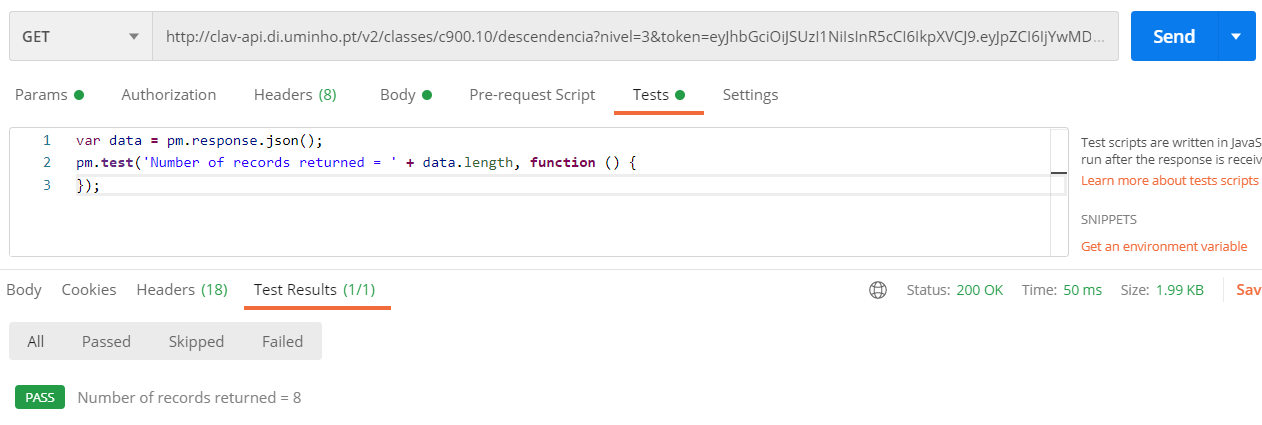 GET http://clav-api.di.uminho.pt/v2/classes/c900.10/descendencia?nivel=3&token=eyJhbGciOiJSUzI1NiIsInR5cCI6IkpXVCJ9.eyJpZCI6IjYwMD... Send
Params Authorization Headers (8) Body Pre-request Script Tests Settings
1 var data = pm.response.json();
2 pm.test('Number of records returned = ' + data.length, function () {
3 });
Test scripts are written in JavaS
run after the response is receiv
Learn more about tests scripts
SNIPPETS
Get an environment variable
Body Cookies Headers (18) Test Results (1/1) Status: 200 OK Time: 50 ms Size: 1.99 KB Sav
All Passed Skipped Failed
PASS Number of records returned = 8